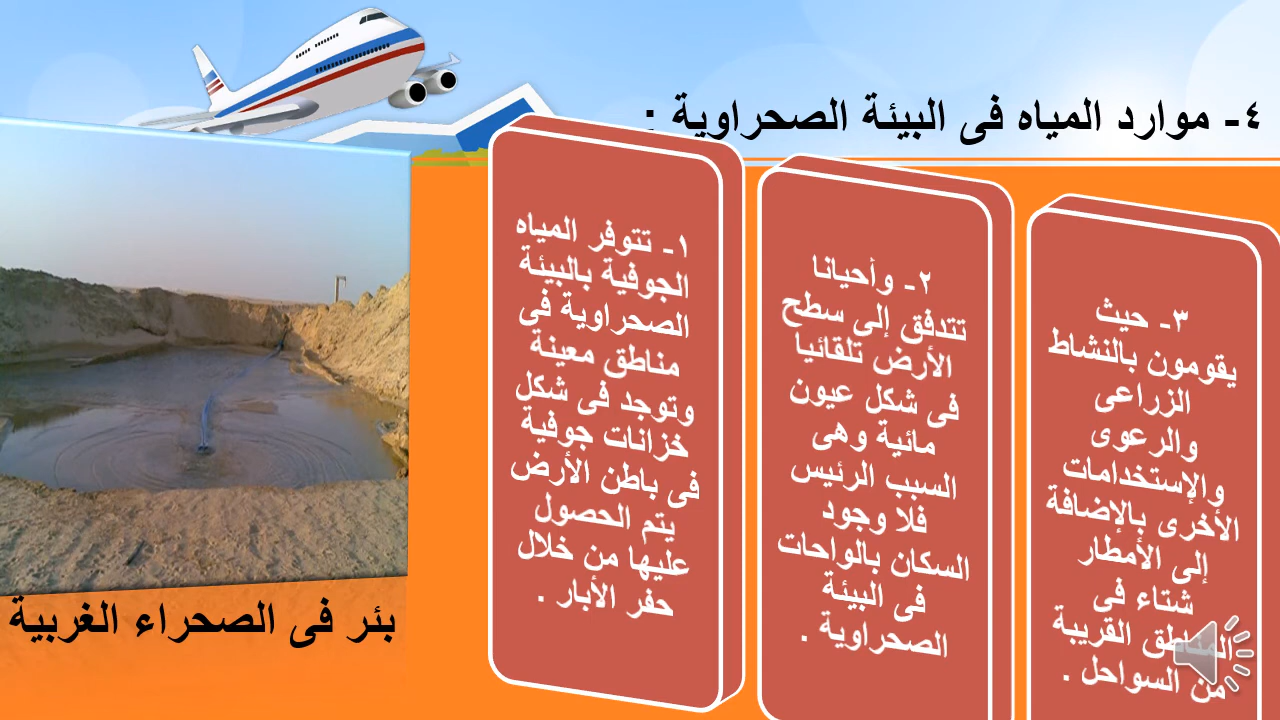 ٤- موارد المياه فى البيئة الصحراوية :
١- تتوفر المياه
الجوفية بالبيئة
الصحراوية فى
مناطق معينة
وتوجد فى شكل
خزانات جوفية
فى باطن الأرض
يتم الحصول
عليها من خلال
حفر الأبار .
٢- وأحيانا
تتدفق إلى سطح
الأرض تلقائيا
فى شكل عيون
مائية وهى
السبب الرئيس
فلا وجود
السكان بالواحات
فى البيئة
الصحراوية .
٣- حيث
يقومون بالنشاط
الزراعى
والرعوى
والإستخدامات
الأخرى بالإضافة
إلى الأمطار
شتاء فى
المناطق القريبة
من السواحل .
بئر فى الصحراء الغربية